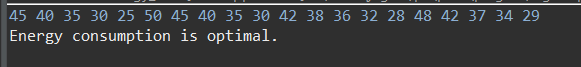 45 40 35 30 25 50 45 40 35 30 42 38 36 32 28 48 42 37 34 29
Energy consumption is optimal.